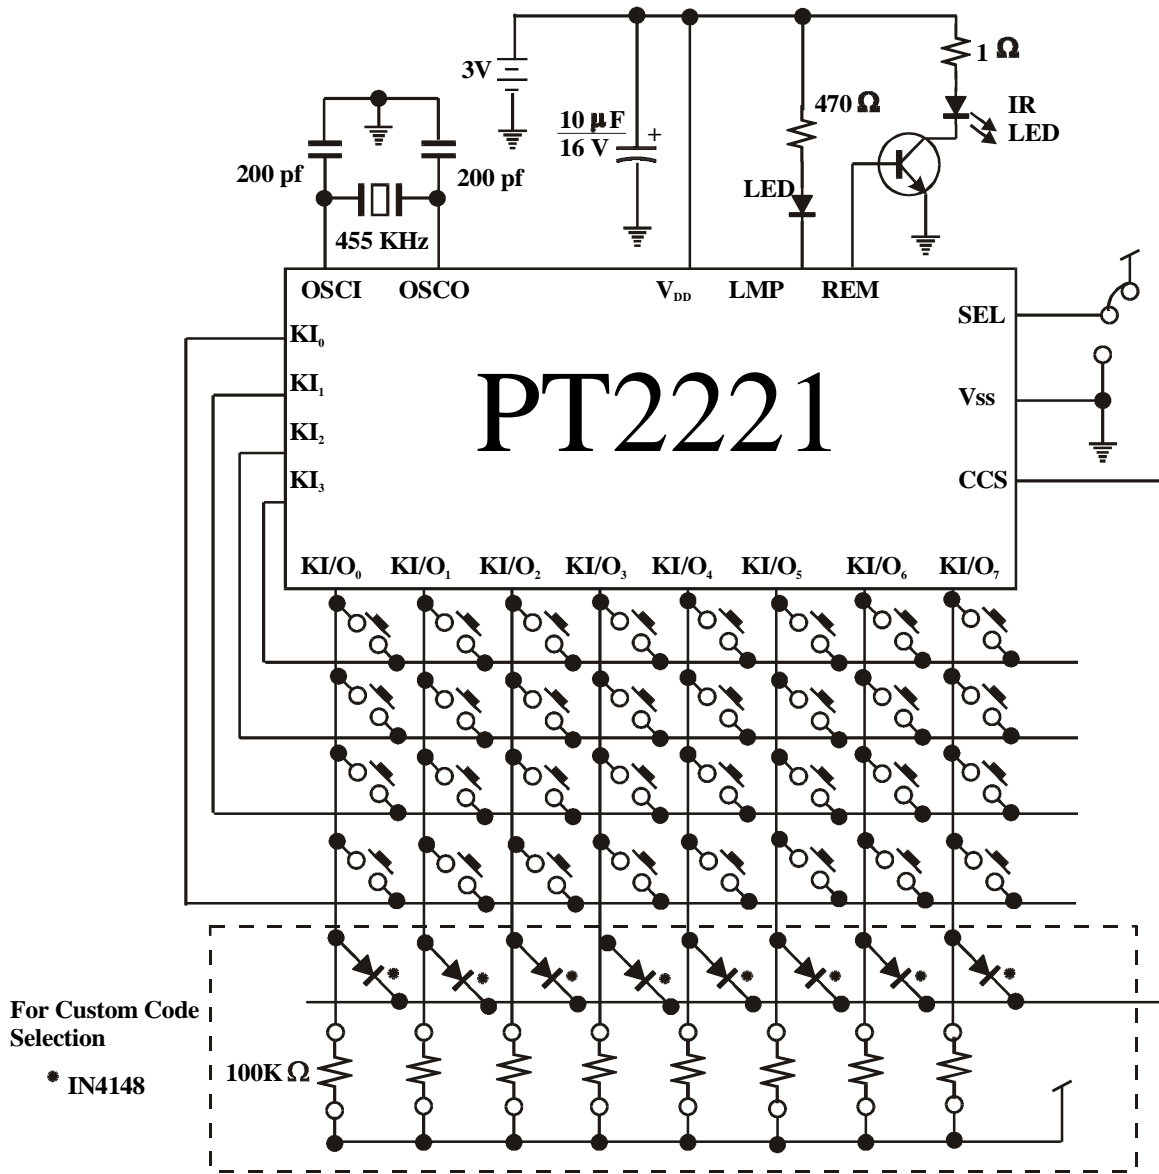 3V
10 µF
16 V
+
470 Ω
1 Ω
IR
LED
200 pf
200 pf
LED
455 KHz
OSCI
OSCO
VDD
LMP
REM
SEL
Vss
CCS
KI0
KI1
KI2
KI3
PT2221
KI/O0
KI/O1
KI/O2
KI/O3
KI/O4
KI/O5
KI/O6
KI/O7
For Custom Code
Selection
* IN4148
100K Ω